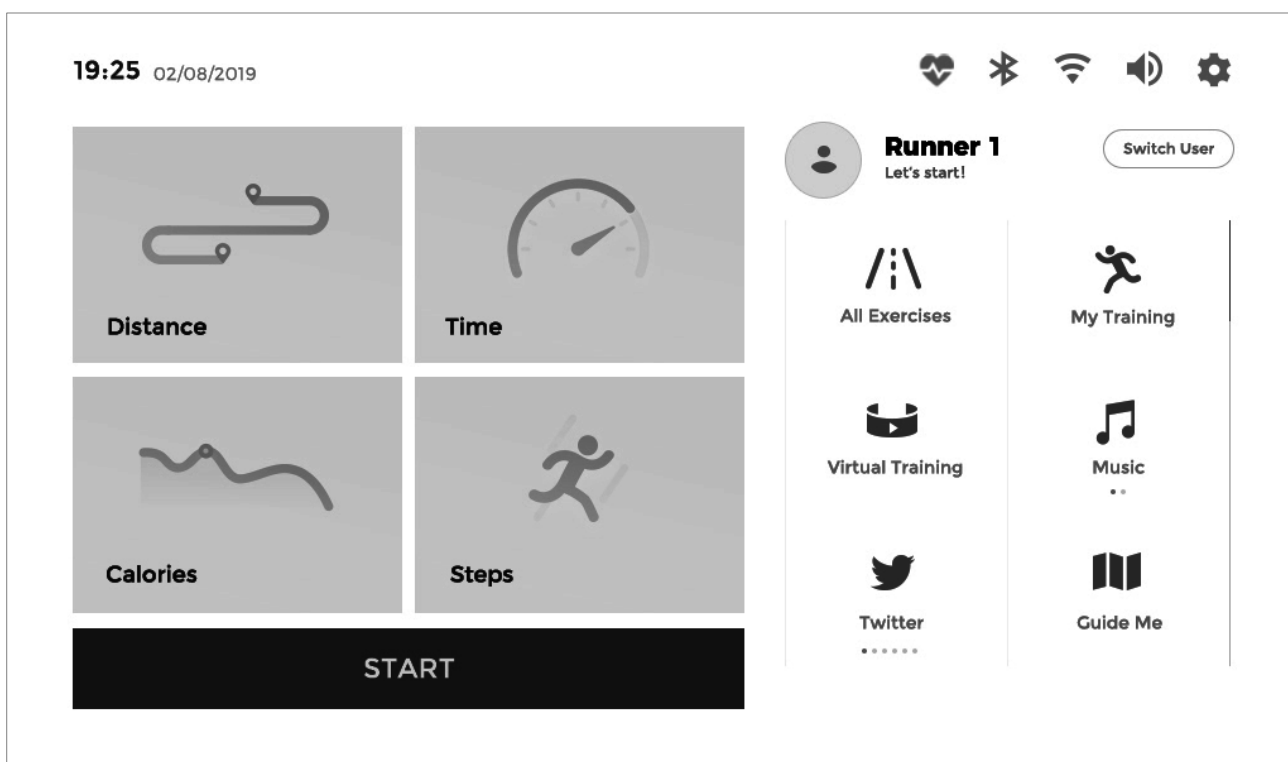 19:25 02/08/2019
Distance
Time
Calories
Steps
START
Runner 1
Let's start!
Switch User
All Exercises
My Training
Virtual Training
Music
Twitter
Guide Me